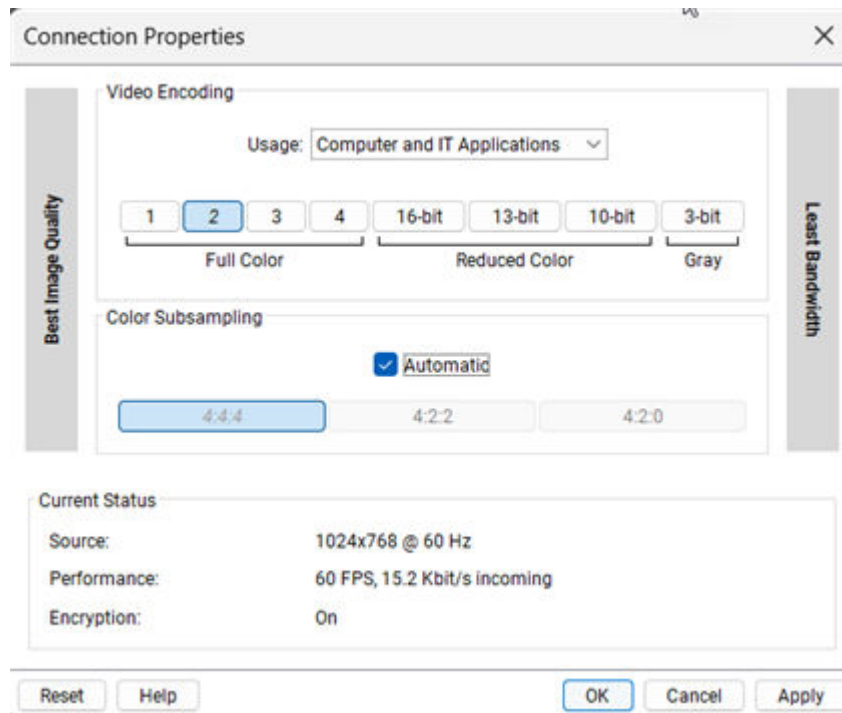 Connection Properties
Video Encoding
Usage: Computer and IT Applications
1 2 3 4 16-bit 13-bit 10-bit 3-bit
Full Color Reduced Color Gray
Best Image Quality
Least Bandwidth
Color Subsampling
Automatic
4:4:4 4:2:2 4:2:0
Current Status
Source: 1024x768 @ 60 Hz
Performance: 60 FPS, 15.2 Kbit/s incoming
Encryption: On
Reset Help OK Cancel Apply